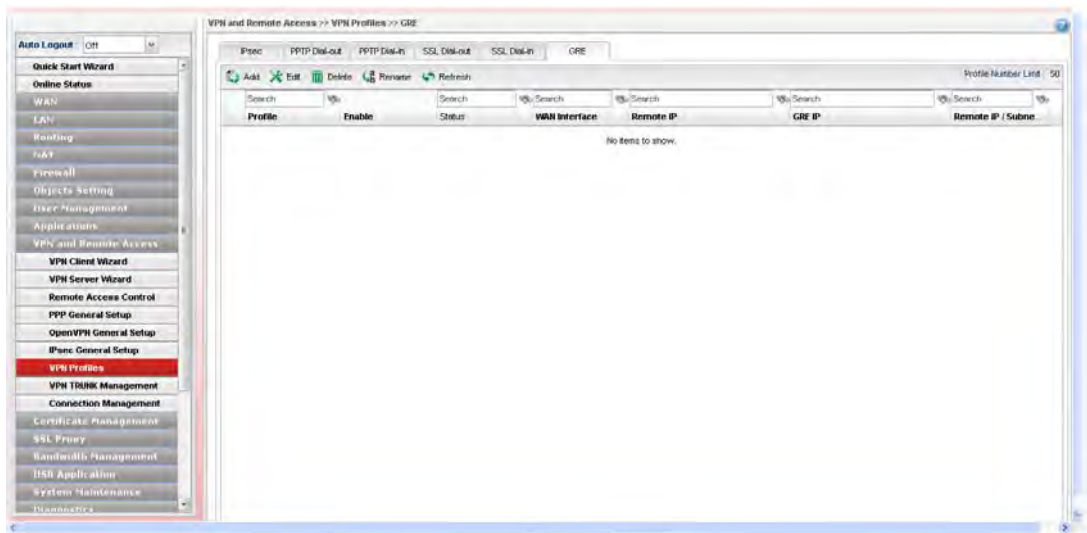 VPN and Remote Access >> VPN Profiles >> GRE
Auto Logout : Off
Quick Start Wizard
Online Status
WAN
LAN
Routing
NAT
Firewall
Objects Setting
User Management
Applications
VPN and Remote Access
VPN Client Wizard
VPN Server Wizard
Remote Access Control
PPP General Setup
OpenVPN General Setup
IPsec General Setup
VPN Profiles
VPN TRUNK Management
Connection Management
Certificate Management
SSL Proxy
Bandwidth Management
USB Application
System Maintenance
Diagnostics
IPsec PPTP Dial-out PPTP Dial-in SSL Dial-out SSL Dial-in GRE
Add Edit Delete Rename Refresh Profile Number Limit : 50
Search Search Search Search Search Search
Profile Enable Status WAN Interface Remote IP GRE IP Remote IP / Subne...
No items to show.